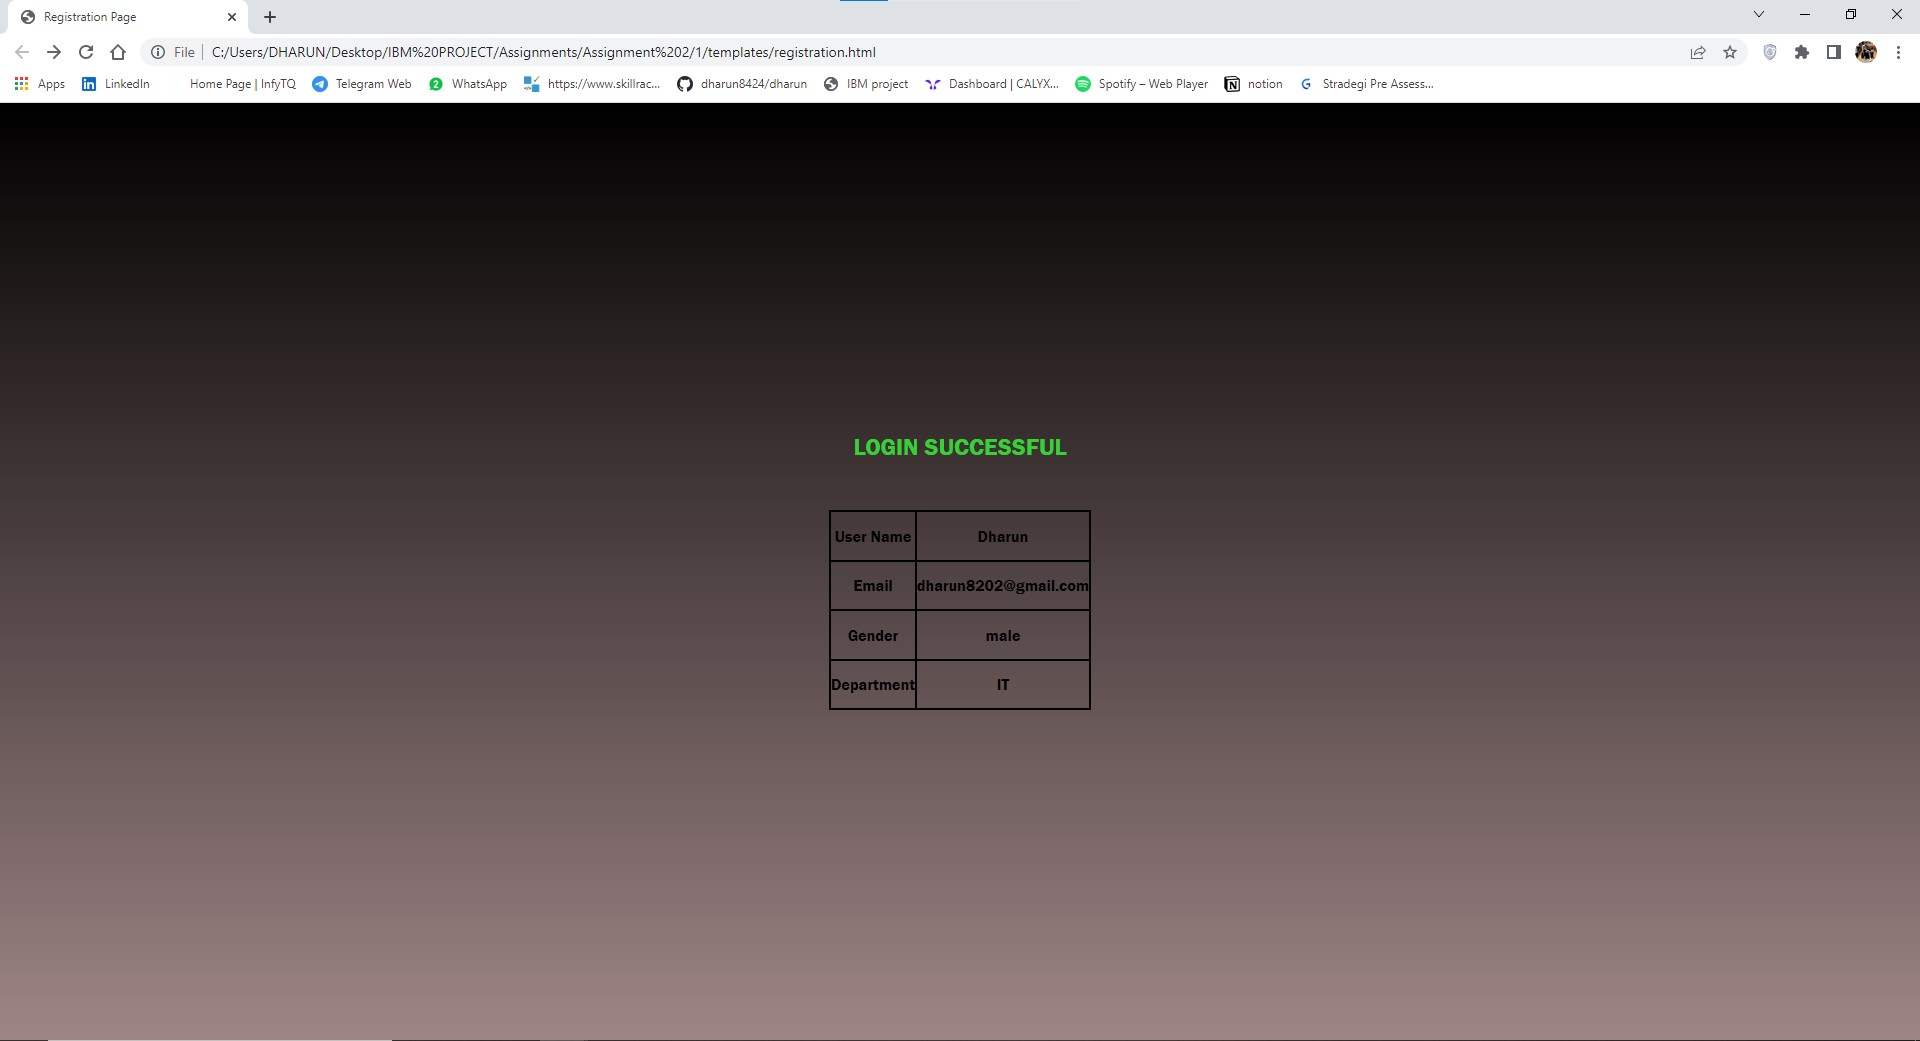 Registration Page
File C:/Users/DHARUN/Desktop/IBM%20PROJECT/Assignments/Assignment%202/1/templates/registration.html
Apps LinkedIn Home Page | InfyTQ Telegram Web 2 WhatsApp https://www.skillrac... dharun8424/dharun IBM project Dashboard | CALYX... Spotify – Web Player notion Stradegi Pre Assess...
LOGIN SUCCESSFUL
User Name Dharun
Email dharun8202@gmail.com
Gender male
Department IT